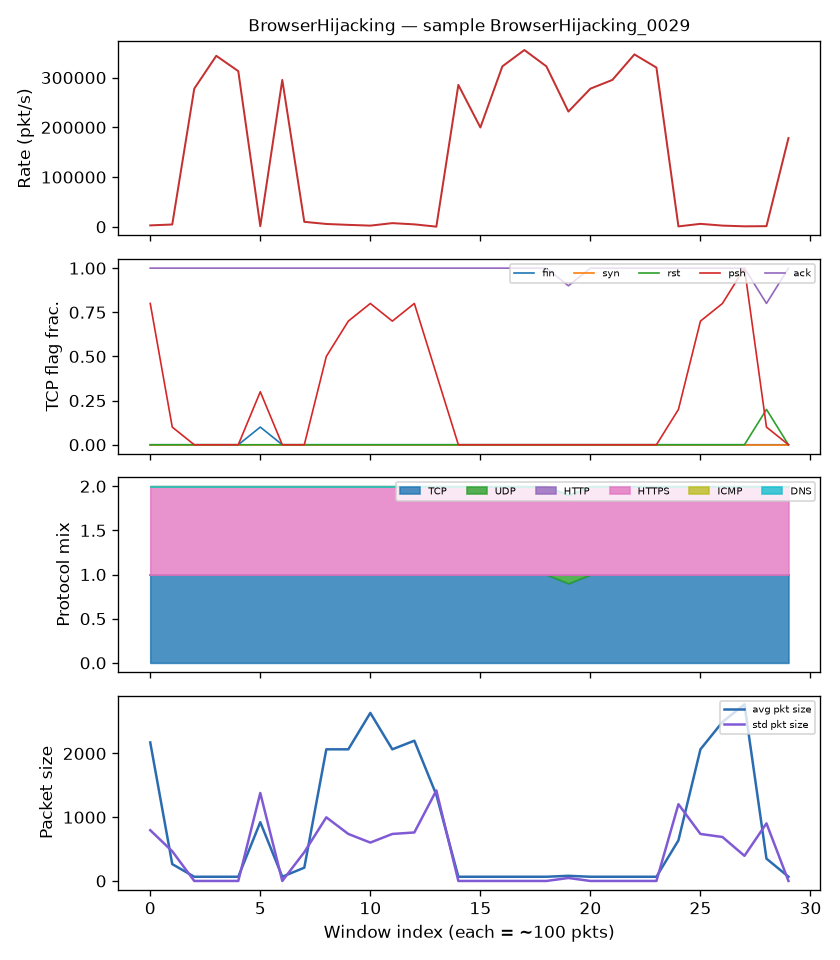 BrowserHijacking — sample BrowserHijacking_0029
300000
200000
100000
0
Rate (pkt/s)
1.00
0.75
0.50
0.25
0.00
TCP flag frac.
fin syn rst psh ack
2.0
1.5
1.0
0.5
0.0
Protocol mix
TCP UDP HTTP HTTPS ICMP DNS
2000
1000
0
Packet size
avg pkt size
std pkt size
0 5 10 15 20 25 30
Window index (each = ~100 pkts)